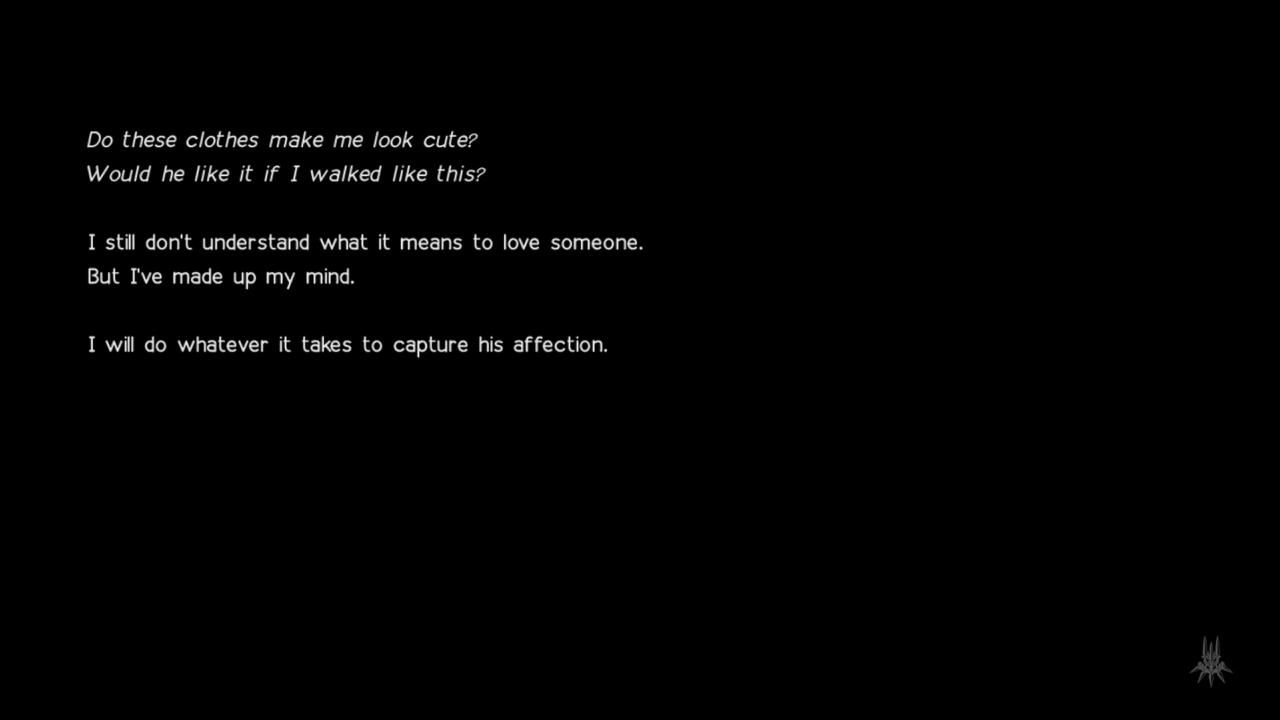 Do these clothes make me look cute?
Would he like it if I walked like this?
I still don't understand what it means to love someone.
But I've made up my mind.
I will do whatever it takes to capture his affection.